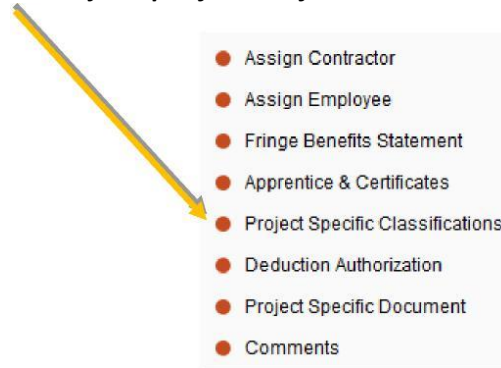 Assign Contractor
Assign Employee
Fringe Benefits Statement
Apprentice & Certificates
Project Specific Classifications
Deduction Authorization
Project Specific Document
Comments